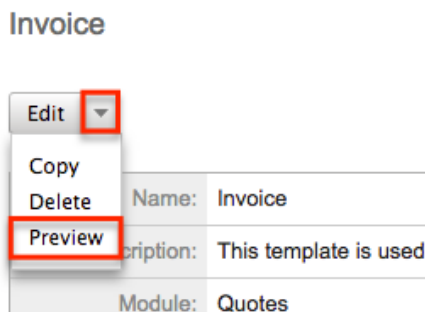 Invoice
Edit
Copy
Delete
Preview
Name: Invoice
cription: This template is used
Module: Quotes